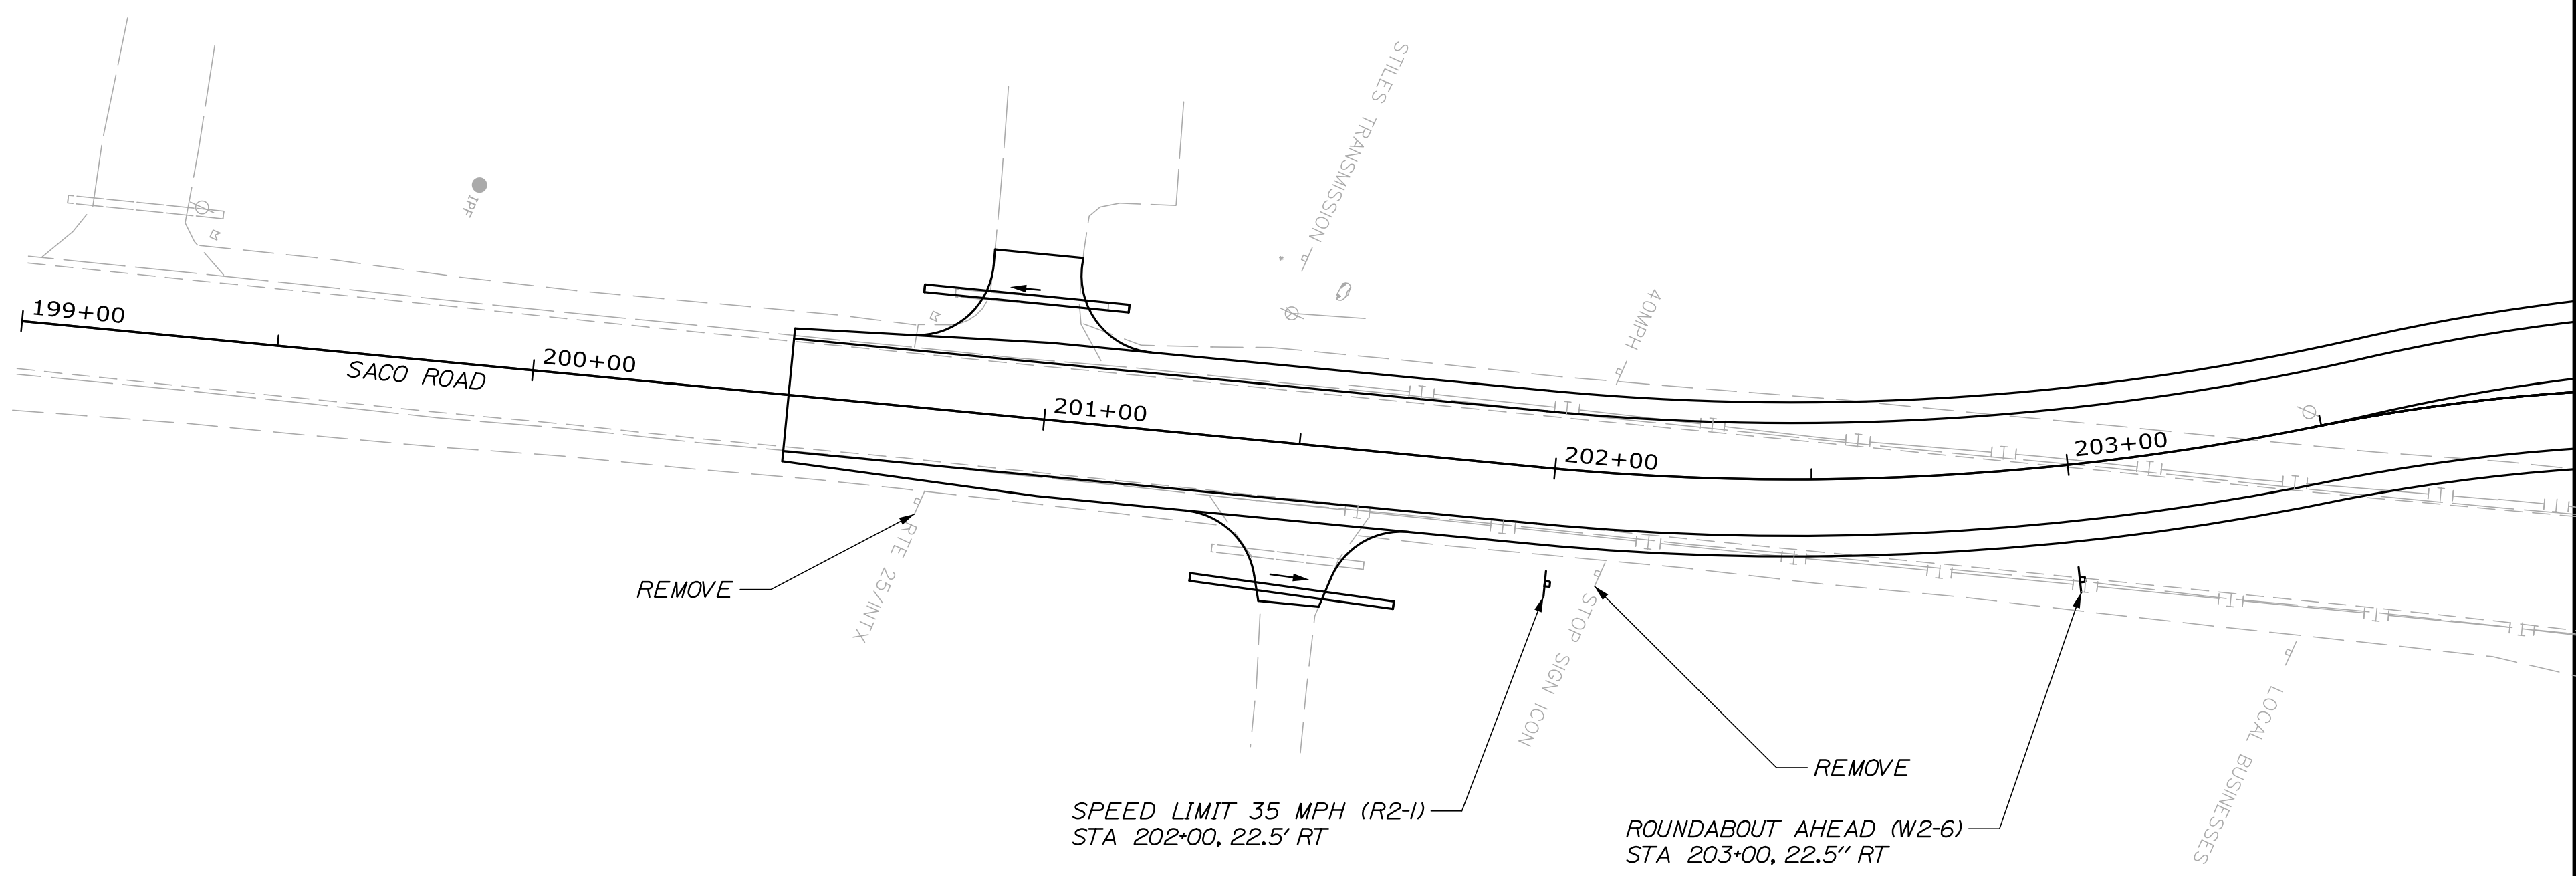 STILES TRANSMISSION
IPF
40MPH
199+00
SACO ROAD
200+00
201+00
202+00
203+00
REMOVE
RTE 25/INTX
STOP SIGN ICON
REMOVE
LOCAL BUSINESSES
SPEED LIMIT 35 MPH (R2-1)
STA 202+00, 22.5' RT
ROUNDABOUT AHEAD (W2-6)
STA 203+00, 22.5" RT